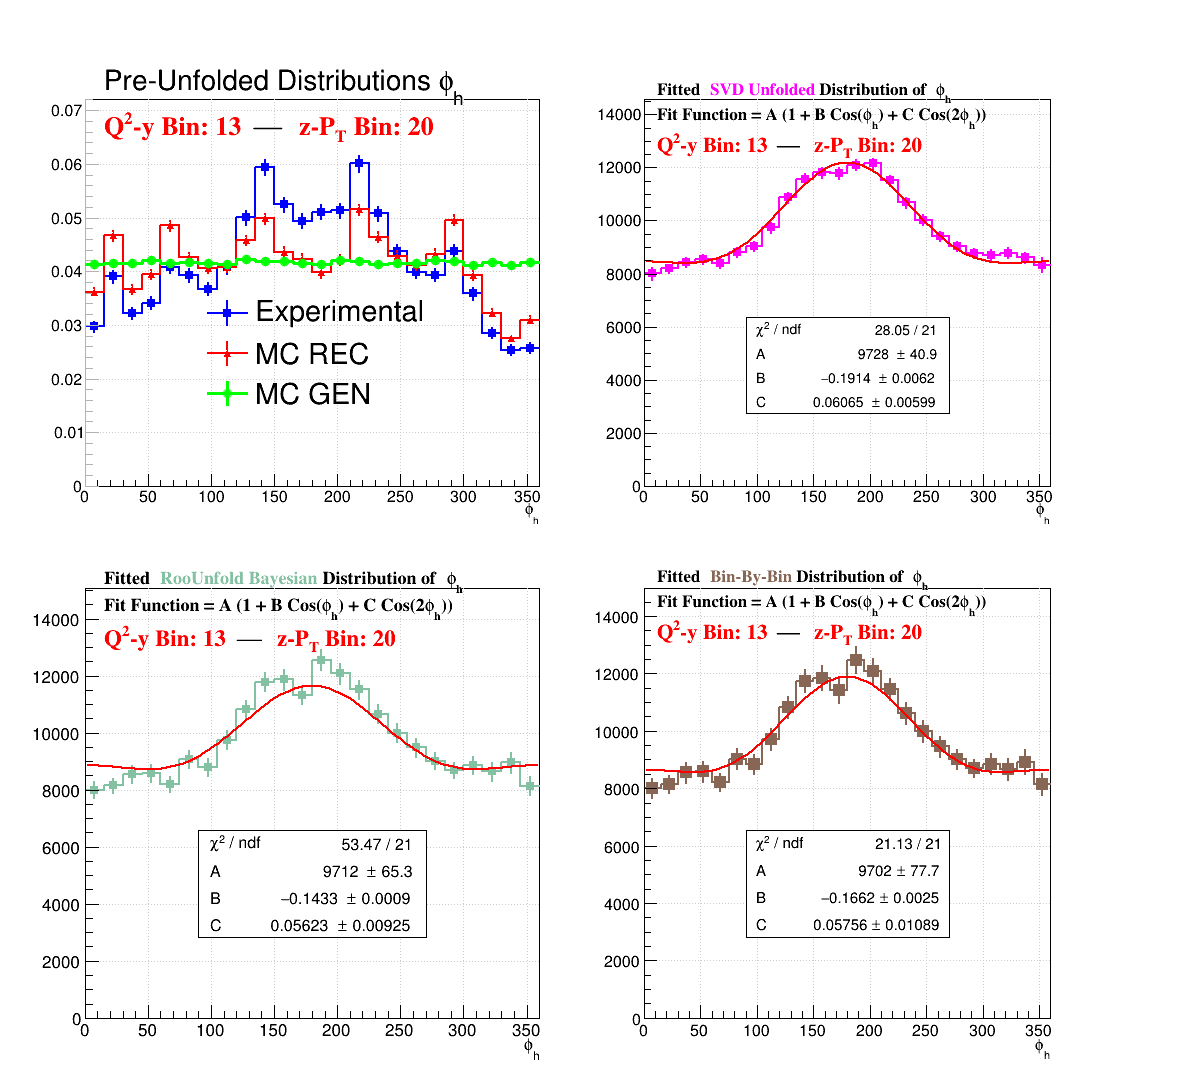 Pre-Unfolded Distributions ϕh
Q²-y Bin: 13 — z-PT Bin: 20
0.07
0.06
0.05
0.04
0.03
0.02
0.01
0
Experimental
MC REC
MC GEN
0 50 100 150 200 250 300 350
ϕh
Fitted SVD Unfolded Distribution of ϕh
Fit Function = A (1 + B Cos(ϕh) + C Cos(2ϕh))
Q²-y Bin: 13 — z-PT Bin: 20
14000
12000
10000
8000
6000
4000
2000
0
χ² / ndf 28.05 / 21
A 9728 ± 40.9
B −0.1914 ± 0.0062
C 0.06065 ± 0.00599
0 50 100 150 200 250 300 350
ϕh
Fitted RooUnfold Bayesian Distribution of ϕh
Fit Function = A (1 + B Cos(ϕh) + C Cos(2ϕh))
Q²-y Bin: 13 — z-PT Bin: 20
14000
12000
10000
8000
6000
4000
2000
0
χ² / ndf 53.47 / 21
A 9712 ± 65.3
B −0.1433 ± 0.0009
C 0.05623 ± 0.00925
0 50 100 150 200 250 300 350
ϕh
Fitted Bin-By-Bin Distribution of ϕh
Fit Function = A (1 + B Cos(ϕh) + C Cos(2ϕh))
Q²-y Bin: 13 — z-PT Bin: 20
14000
12000
10000
8000
6000
4000
2000
0
χ² / ndf 21.13 / 21
A 9702 ± 77.7
B −0.1662 ± 0.0025
C 0.05756 ± 0.01089
0 50 100 150 200 250 300 350
ϕh